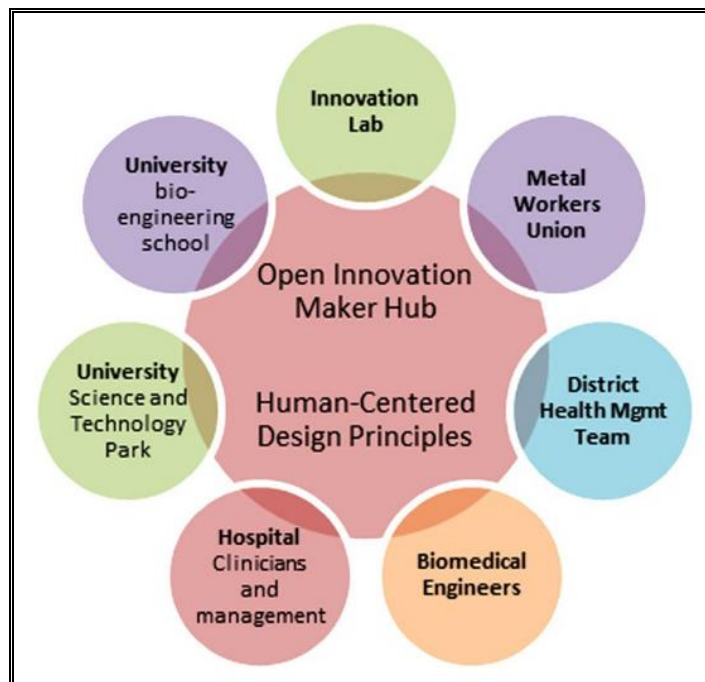 Innovation
Lab
University
bio-
engineering
school
Metal
Workers
Union
Open Innovation
Maker Hub
Human-Centered
Design Principles
University
Science and
Technology
Park
District
Health Mgmt
Team
Hospital
Clinicians
and
management
Biomedical
Engineers